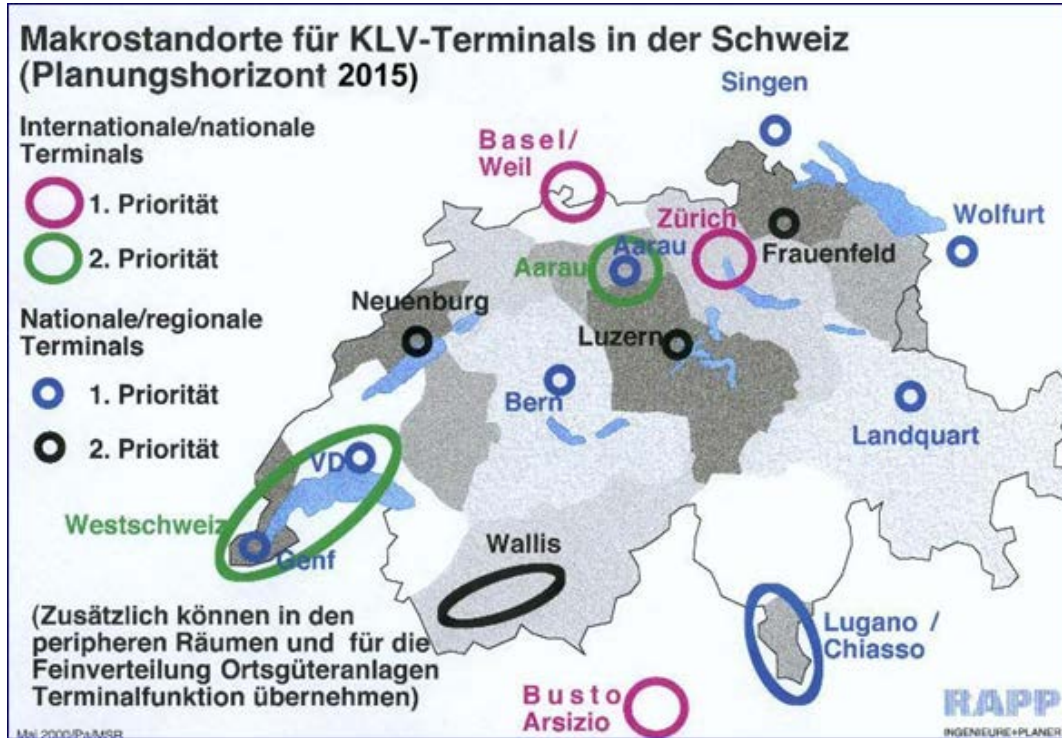 Makrostandorte für KLV-Terminals in der Schweiz
(Planungshorizont 2015)
Internationale/nationale
Terminals
1. Priorität
2. Priorität
Nationale/regionale
Terminals
1. Priorität
2. Priorität
Singen
Basel/
Weil
Zürich
Wolfurt
Aarau
Aarau
Frauenfeld
Neuenburg
Luzern
Bern
Landquart
VD
Westschweiz
Genf
Wallis
Lugano /
Chiasso
Busto
Arsizio
(Zusätzlich können in den
peripheren Räumen und für die
Feinverteilung Ortsgüteranlagen
Terminalfunktion übernehmen)
Mai 2000/Pa/MSR
RAPP
INGENIEURE+PLANER